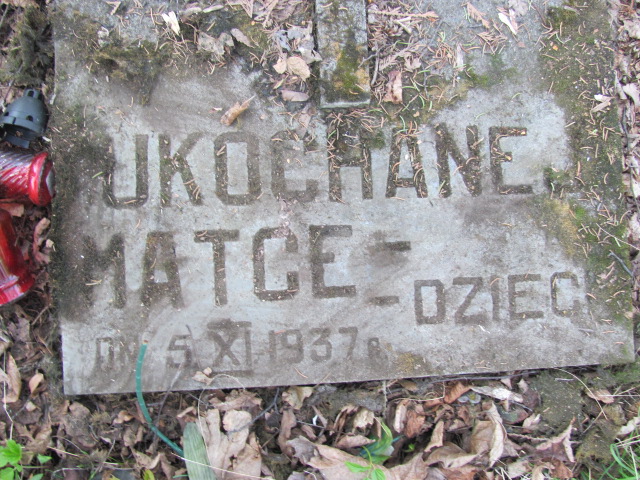 UKOCHANEJ
MATCE = DZIECI
DN. 5 XI 1937 R.